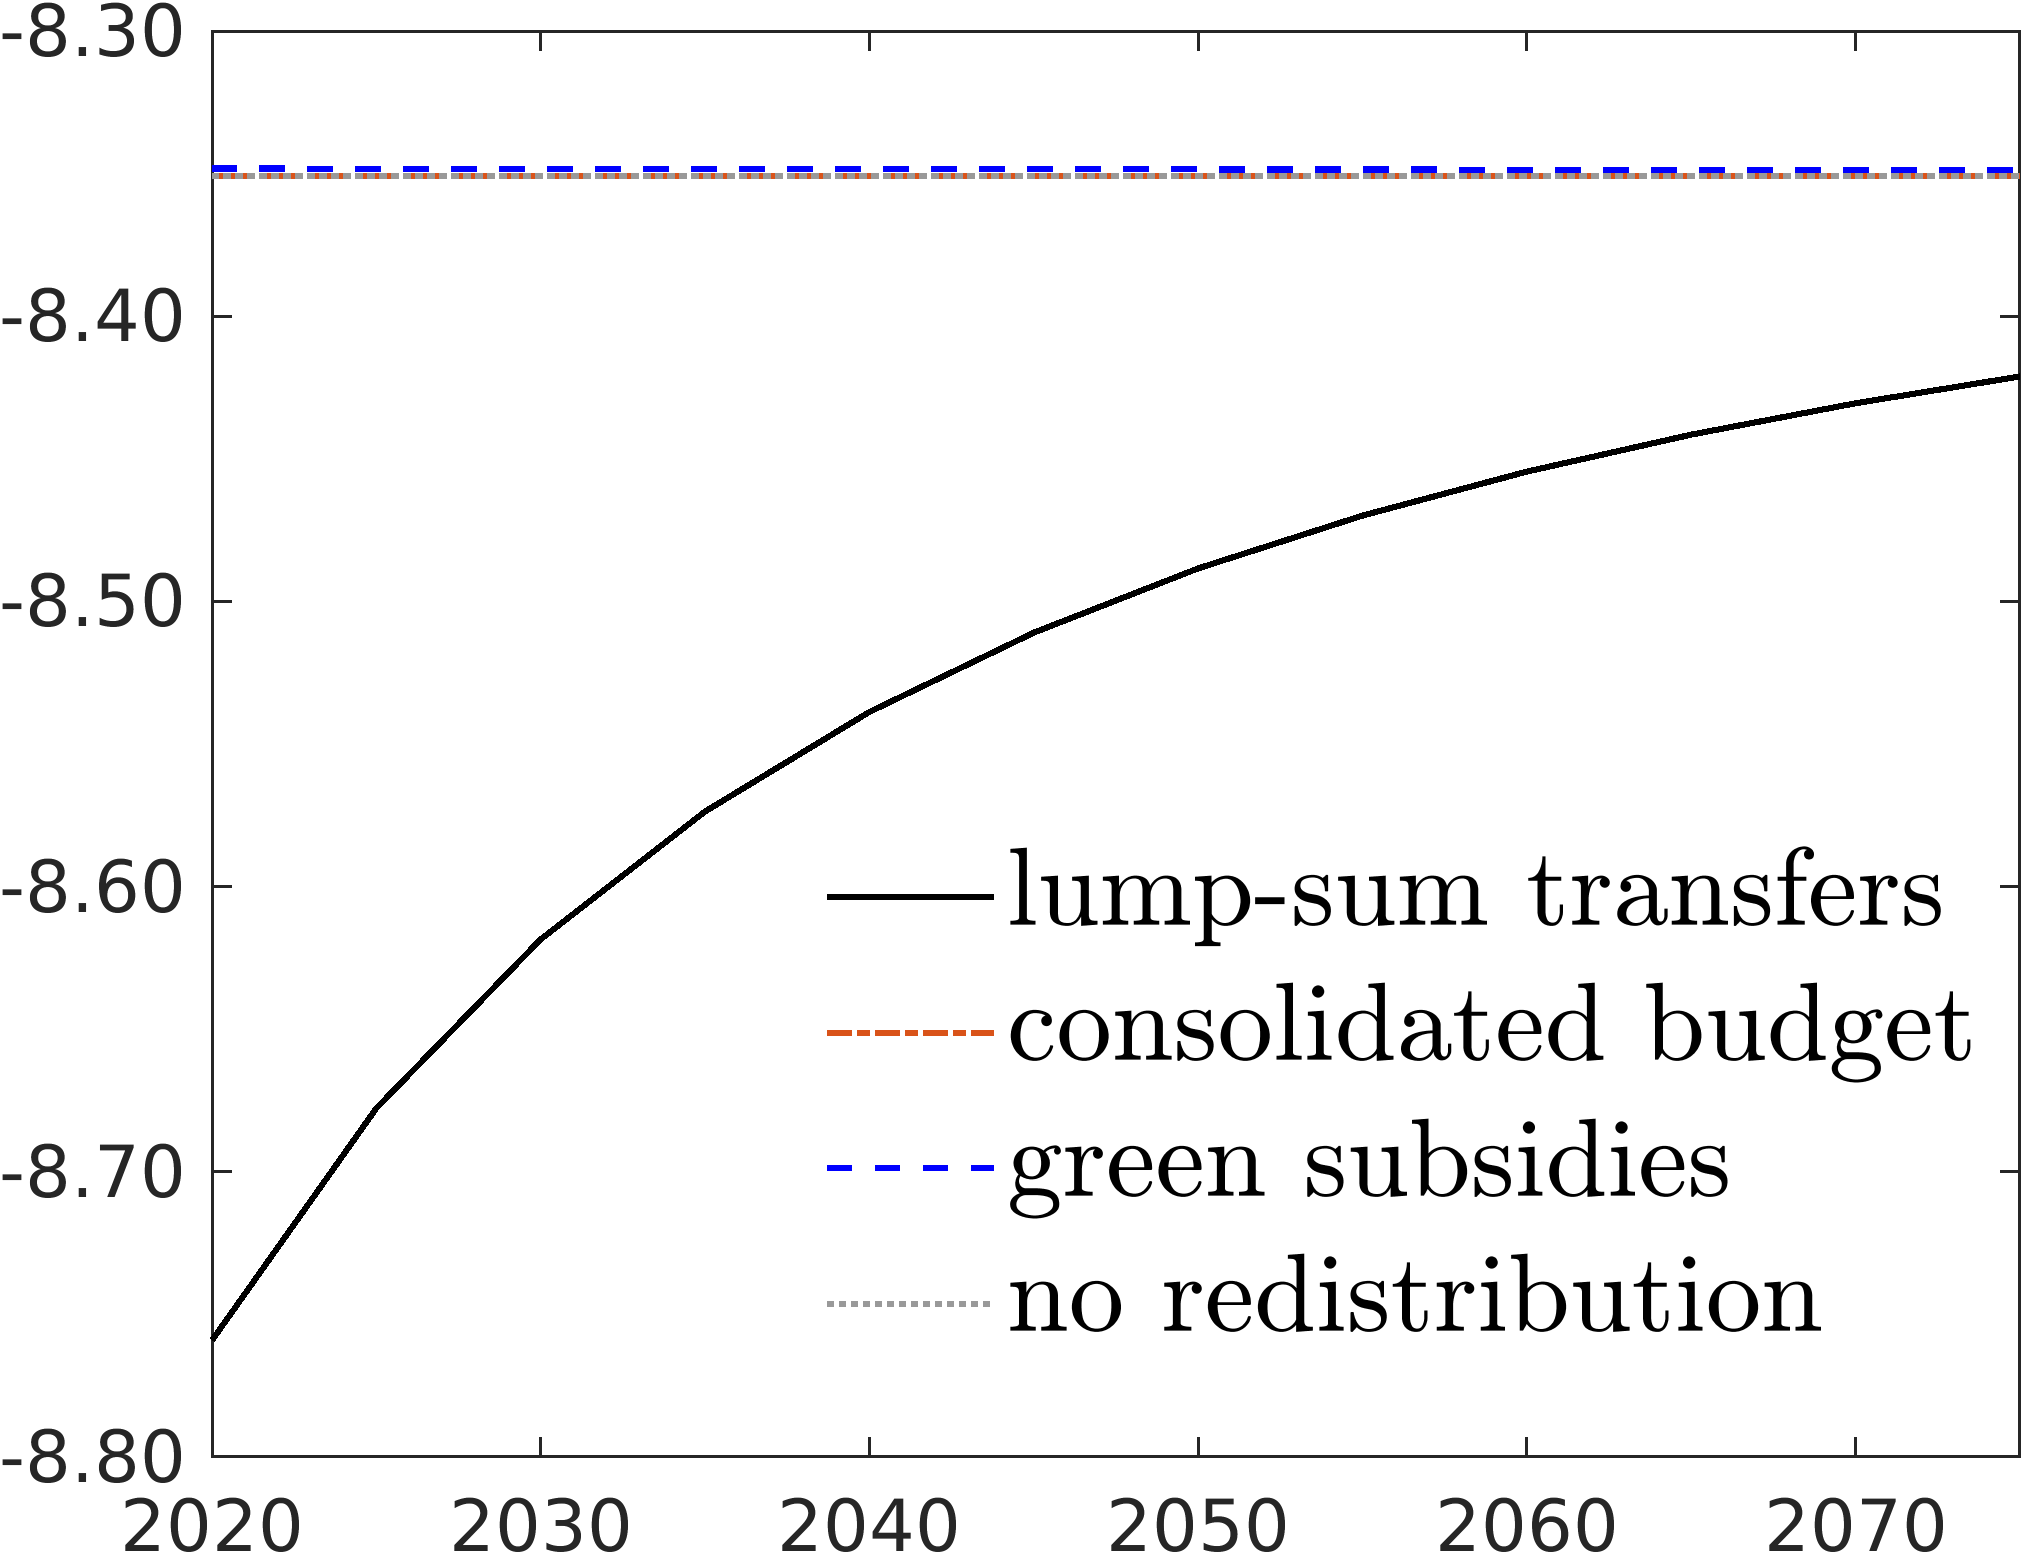 -8.30
-8.40
-8.50
-8.60
-8.70
-8.80
lump-sum transfers
consolidated budget
green subsidies
no redistribution
2020 2030 2040 2050 2060 2070